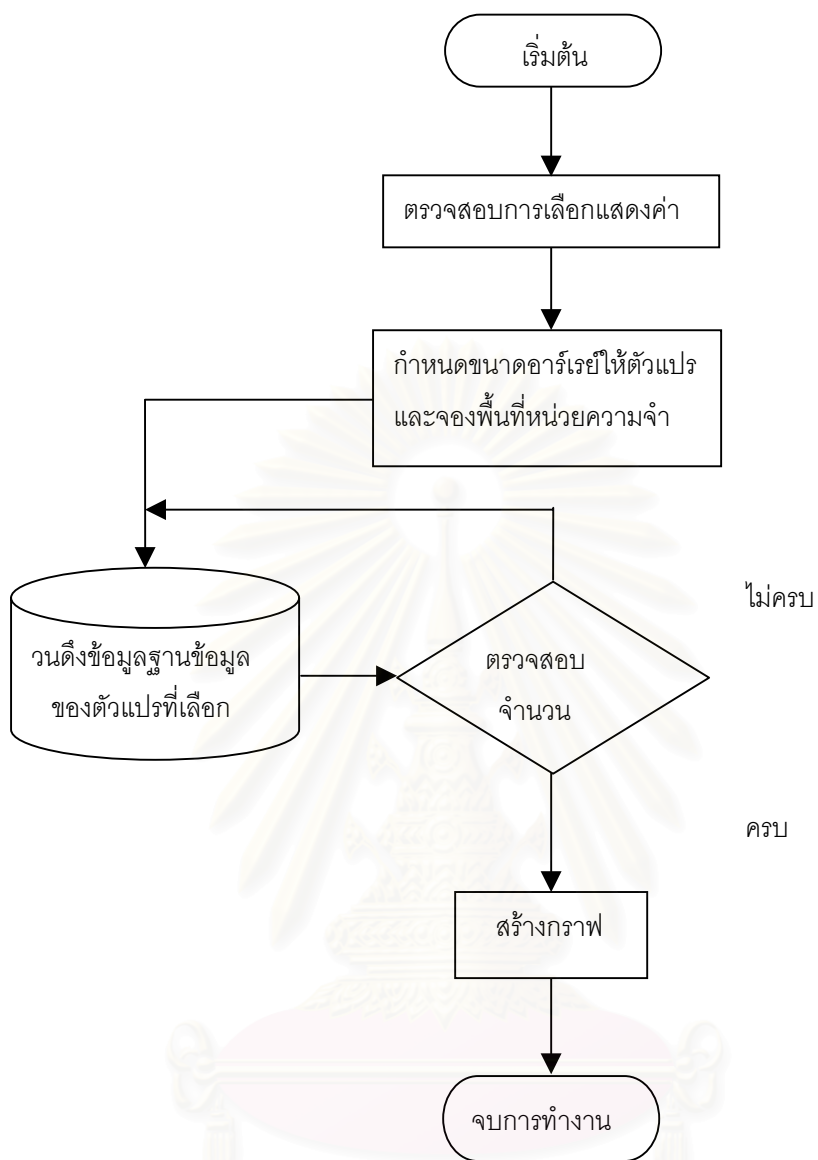 เริ่มต้น
ตรวจสอบการเลือกแสดงค่า
กำหนดขนาดอาร์เรย์ให้ตัวแปร
และจองพื้นที่หน่วยความจำ
ไม่ครบ
วนดึงข้อมูลฐานข้อมูล
ของตัวแปรที่เลือก
ตรวจสอบ
จำนวน
ครบ
สร้างกราฟ
จบการทำงาน